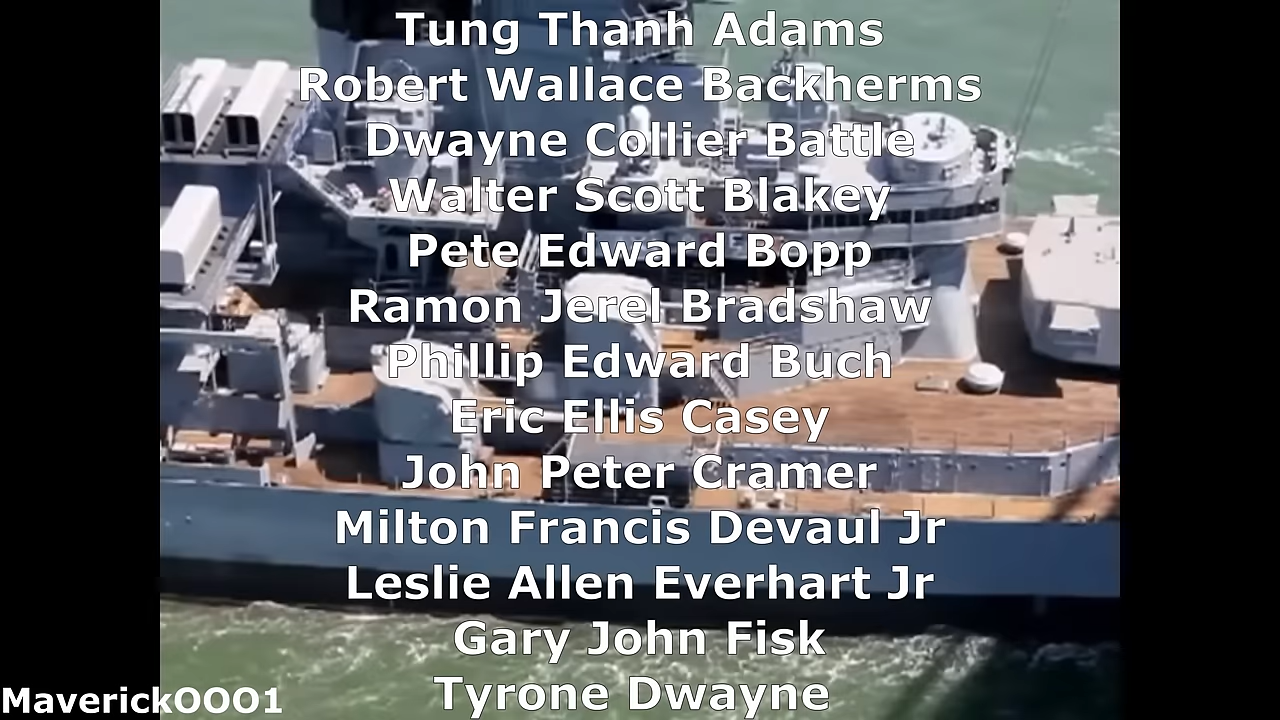 Tung Thanh Adams
Robert Wallace Backherms
Dwayne Collier Battle
Walter Scott Blakey
Pete Edward Bopp
Ramon Jerel Bradshaw
Phillip Edward Buch
Eric Ellis Casey
John Peter Cramer
Milton Francis Devaul Jr
Leslie Allen Everhart Jr
Gary John Fisk
Tyrone Dwayne
Maverick0001